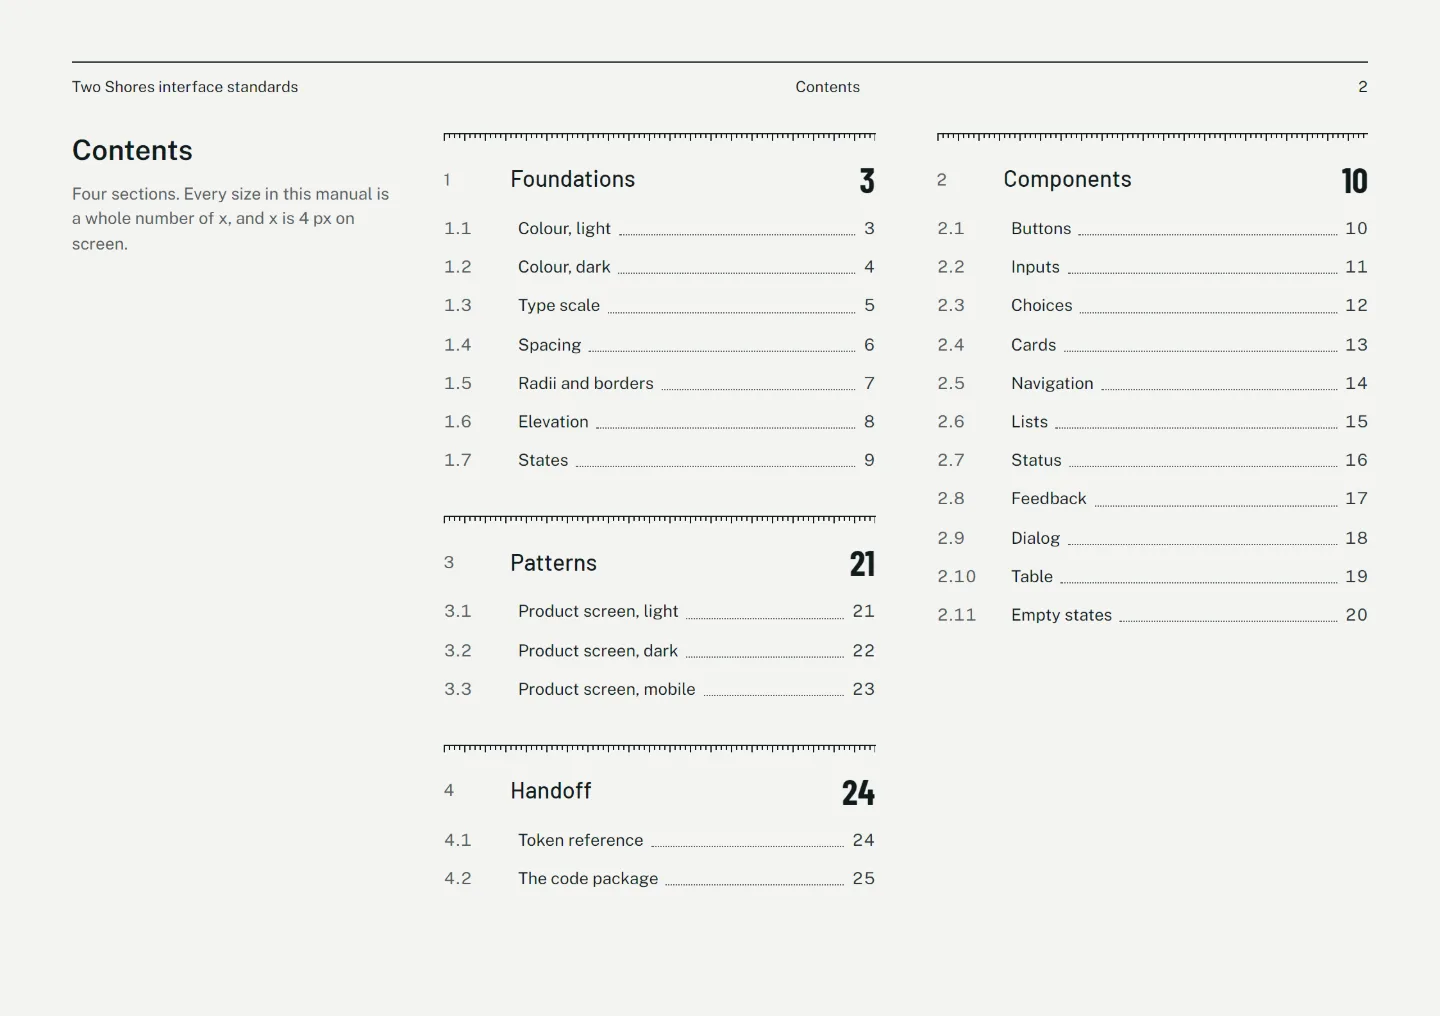 Two Shores interface standards
Contents
2
Contents
Four sections. Every size in this manual is
a whole number of x, and x is 4 px on
screen.
1 Foundations 3
1.1 Colour, light 3
1.2 Colour, dark 4
1.3 Type scale 5
1.4 Spacing 6
1.5 Radii and borders 7
1.6 Elevation 8
1.7 States 9
3 Patterns 21
3.1 Product screen, light 21
3.2 Product screen, dark 22
3.3 Product screen, mobile 23
4 Handoff 24
4.1 Token reference 24
4.2 The code package 25
2 Components 10
2.1 Buttons 10
2.2 Inputs 11
2.3 Choices 12
2.4 Cards 13
2.5 Navigation 14
2.6 Lists 15
2.7 Status 16
2.8 Feedback 17
2.9 Dialog 18
2.10 Table 19
2.11 Empty states 20